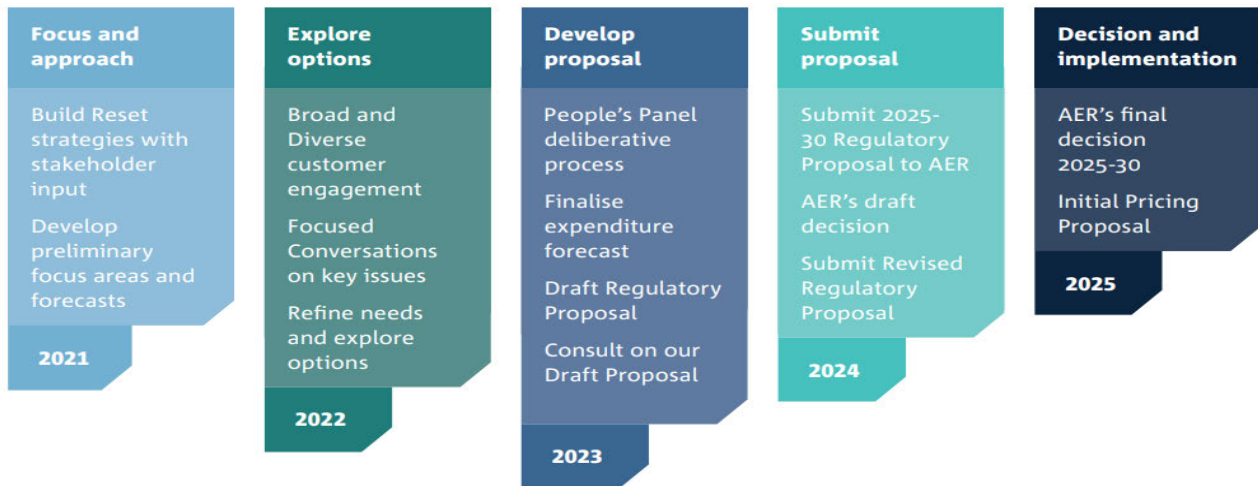 Focus and
approach
Build Reset
strategies with
stakeholder
input
Develop
preliminary
focus areas and
forecasts
2021
Explore
options
Broad and
Diverse
customer
engagement
Focused
Conversations
on key issues
Refine needs
and explore
options
2022
Develop
proposal
People’s Panel
deliberative
process
Finalise
expenditure
forecast
Draft Regulatory
Proposal
Consult on our
Draft Proposal
2023
Submit
proposal
Submit 2025-
30 Regulatory
Proposal to AER
AER’s draft
decision
Submit Revised
Regulatory
Proposal
2024
Decision and
implementation
AER’s final
decision
2025-30
Initial Pricing
Proposal
2025